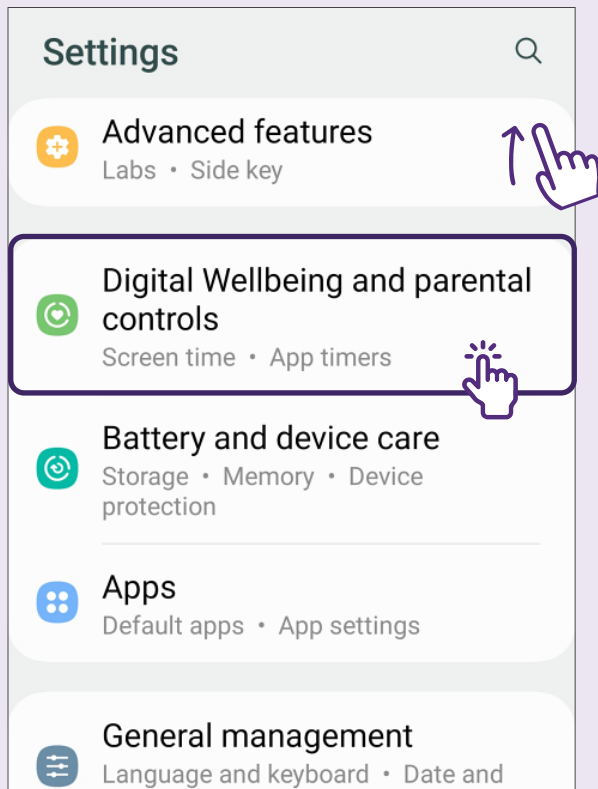 Settings
Advanced features
Labs • Side key
Digital Wellbeing and parental
controls
Screen time • App timers
Battery and device care
Storage • Memory • Device
protection
Apps
Default apps • App settings
General management
Language and keyboard • Date and